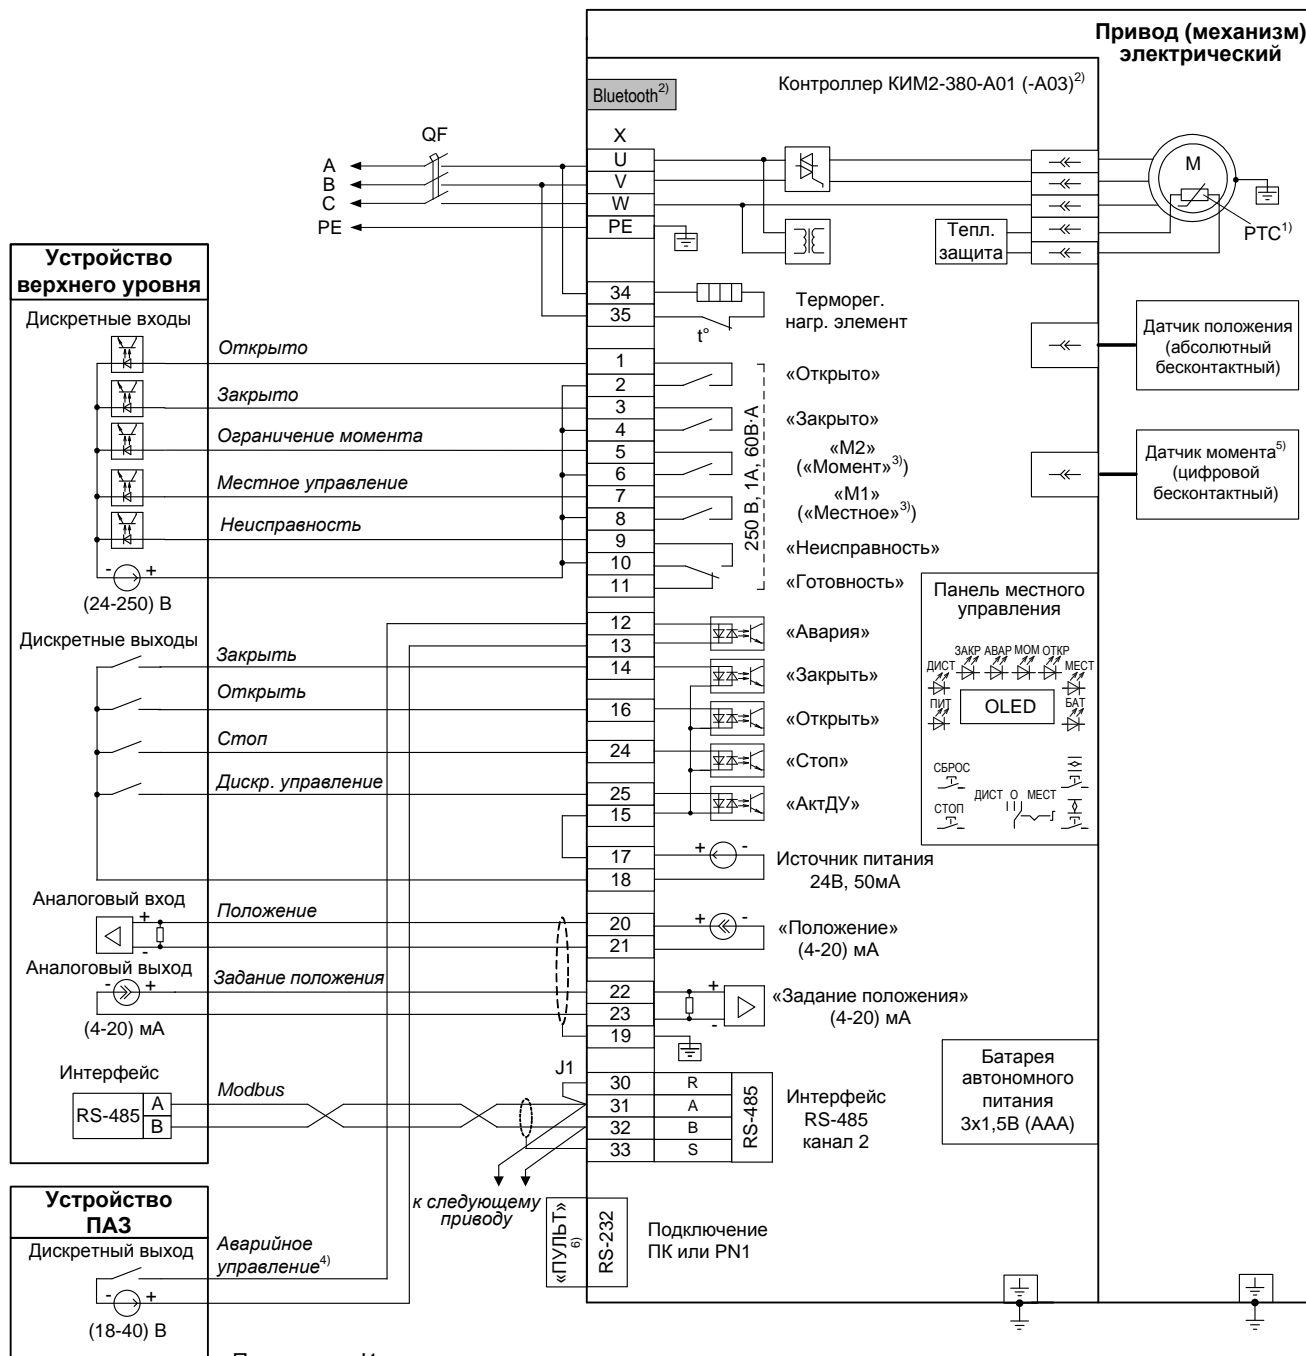 Привод (механизм)
электрический
Контроллер КИМ2-380-А01 (-А03)2)
Bluetooth2)
QF
X
A
B
C
PE
U
V
W
PE
M
PTC1)
Тепл.
защита
34
35
t°
Терморег.
нагр. элемент
Датчик положения
(абсолютный
бесконтактный)
Датчик момента5)
(цифровой
бесконтактный)
Устройство
верхнего уровня
Дискретные входы
Открыто
Закрыто
Ограничение момента
Местное управление
Неисправность
- +
(24-250) В
1
2
3
4
5
6
7
8
9
10
11
250 В, 1А, 60В·А
«Открыто»
«Закрыто»
«М2»
(«Момент»3))
«М1»
(«Местное»3))
«Неисправность»
«Готовность»
Дискретные выходы
Закрыть
Открыть
Стоп
Дискр. управление
12
13
14
16
24
25
15
17
18
«Авария»
«Закрыть»
«Открыть»
«Стоп»
«АктДУ»
+ -
Источник питания
24В, 50мА
Панель местного
управления
ЗАКР АВАР МОМ ОТКР
ДИСТ МЕСТ
ПИТ OLED БАТ
СБРОС
СТОП
ДИСТ О МЕСТ
Аналоговый вход
+
-
Положение
20
21
+ -
«Положение»
(4-20) мА
Аналоговый выход
- +
(4-20) мА
Задание положения
22
23
19
+
-
«Задание положения»
(4-20) мА
Интерфейс
RS-485
A
B
Modbus
J1
30 R
31 A
32 B
33 S
RS-485
Интерфейс
RS-485
канал 2
Батарея
автономного
питания
3х1,5В (ААА)
к следующему
приводу
«ПУЛЬТ»
6)
RS-232
Подключение
ПК или PN1
Устройство
ПАЗ
Дискретный выход
Аварийное
управление4)
- +
(18-40) В